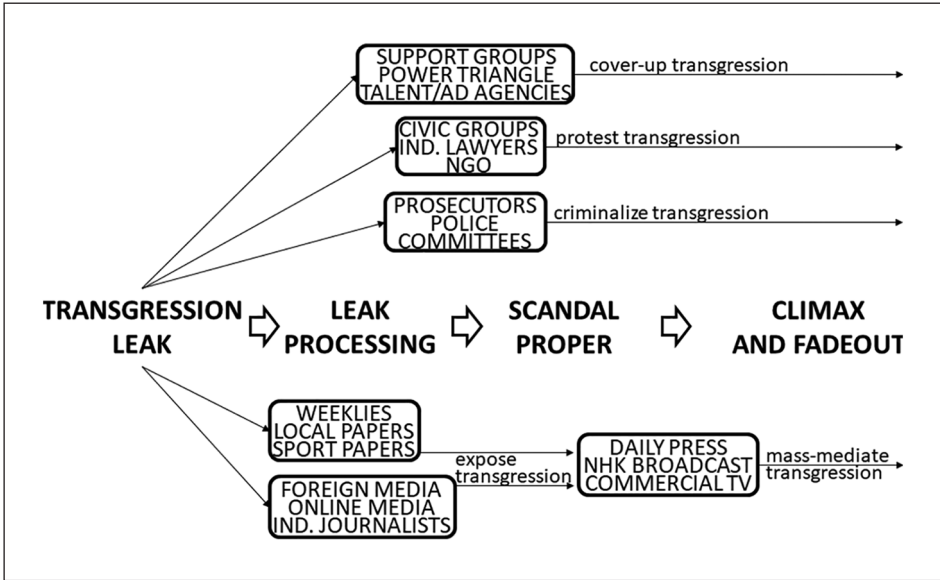 SUPPORT GROUPS
POWER TRIANGLE
TALENT/AD AGENCIES
cover-up transgression
CIVIC GROUPS
IND. LAWYERS
NGO
protest transgression
PROSECUTORS
POLICE
COMMITTEES
criminalize transgression
TRANSGRESSION
LEAK
LEAK
PROCESSING
SCANDAL
PROPER
CLIMAX
AND FADEOUT
WEEKLIES
LOCAL PAPERS
SPORT PAPERS
FOREIGN MEDIA
ONLINE MEDIA
IND. JOURNALISTS
expose
transgression
DAILY PRESS
NHK BROADCAST
COMMERCIAL TV
mass-mediate
transgression